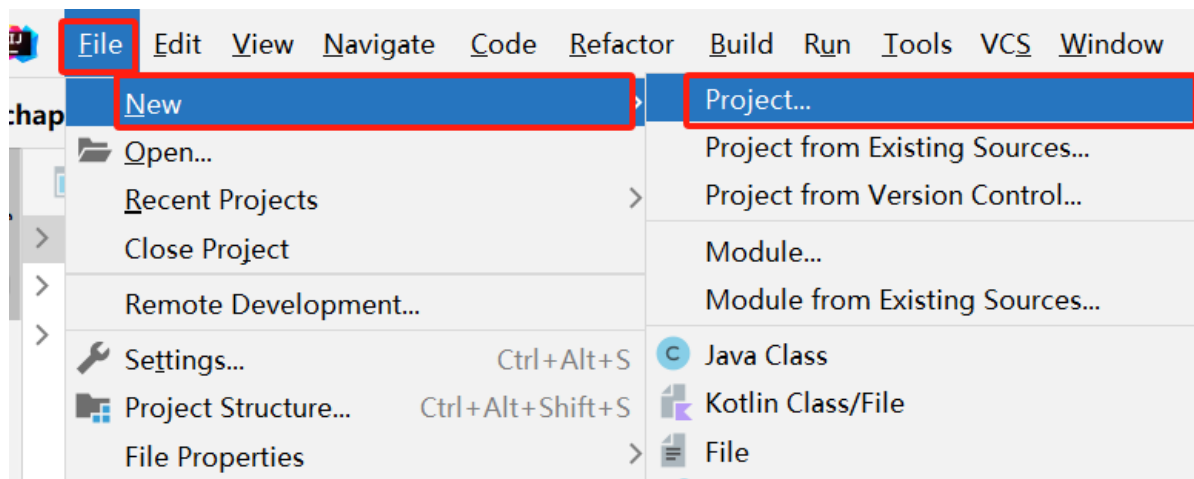 File Edit View Navigate Code Refactor Build Run Tools VCS Window
chap
New
Project...
Open...
Project from Existing Sources...
Recent Projects
Project from Version Control...
Close Project
Module...
Remote Development...
Module from Existing Sources...
Settings... Ctrl+Alt+S
Java Class
Project Structure... Ctrl+Alt+Shift+S
Kotlin Class/File
File Properties
File